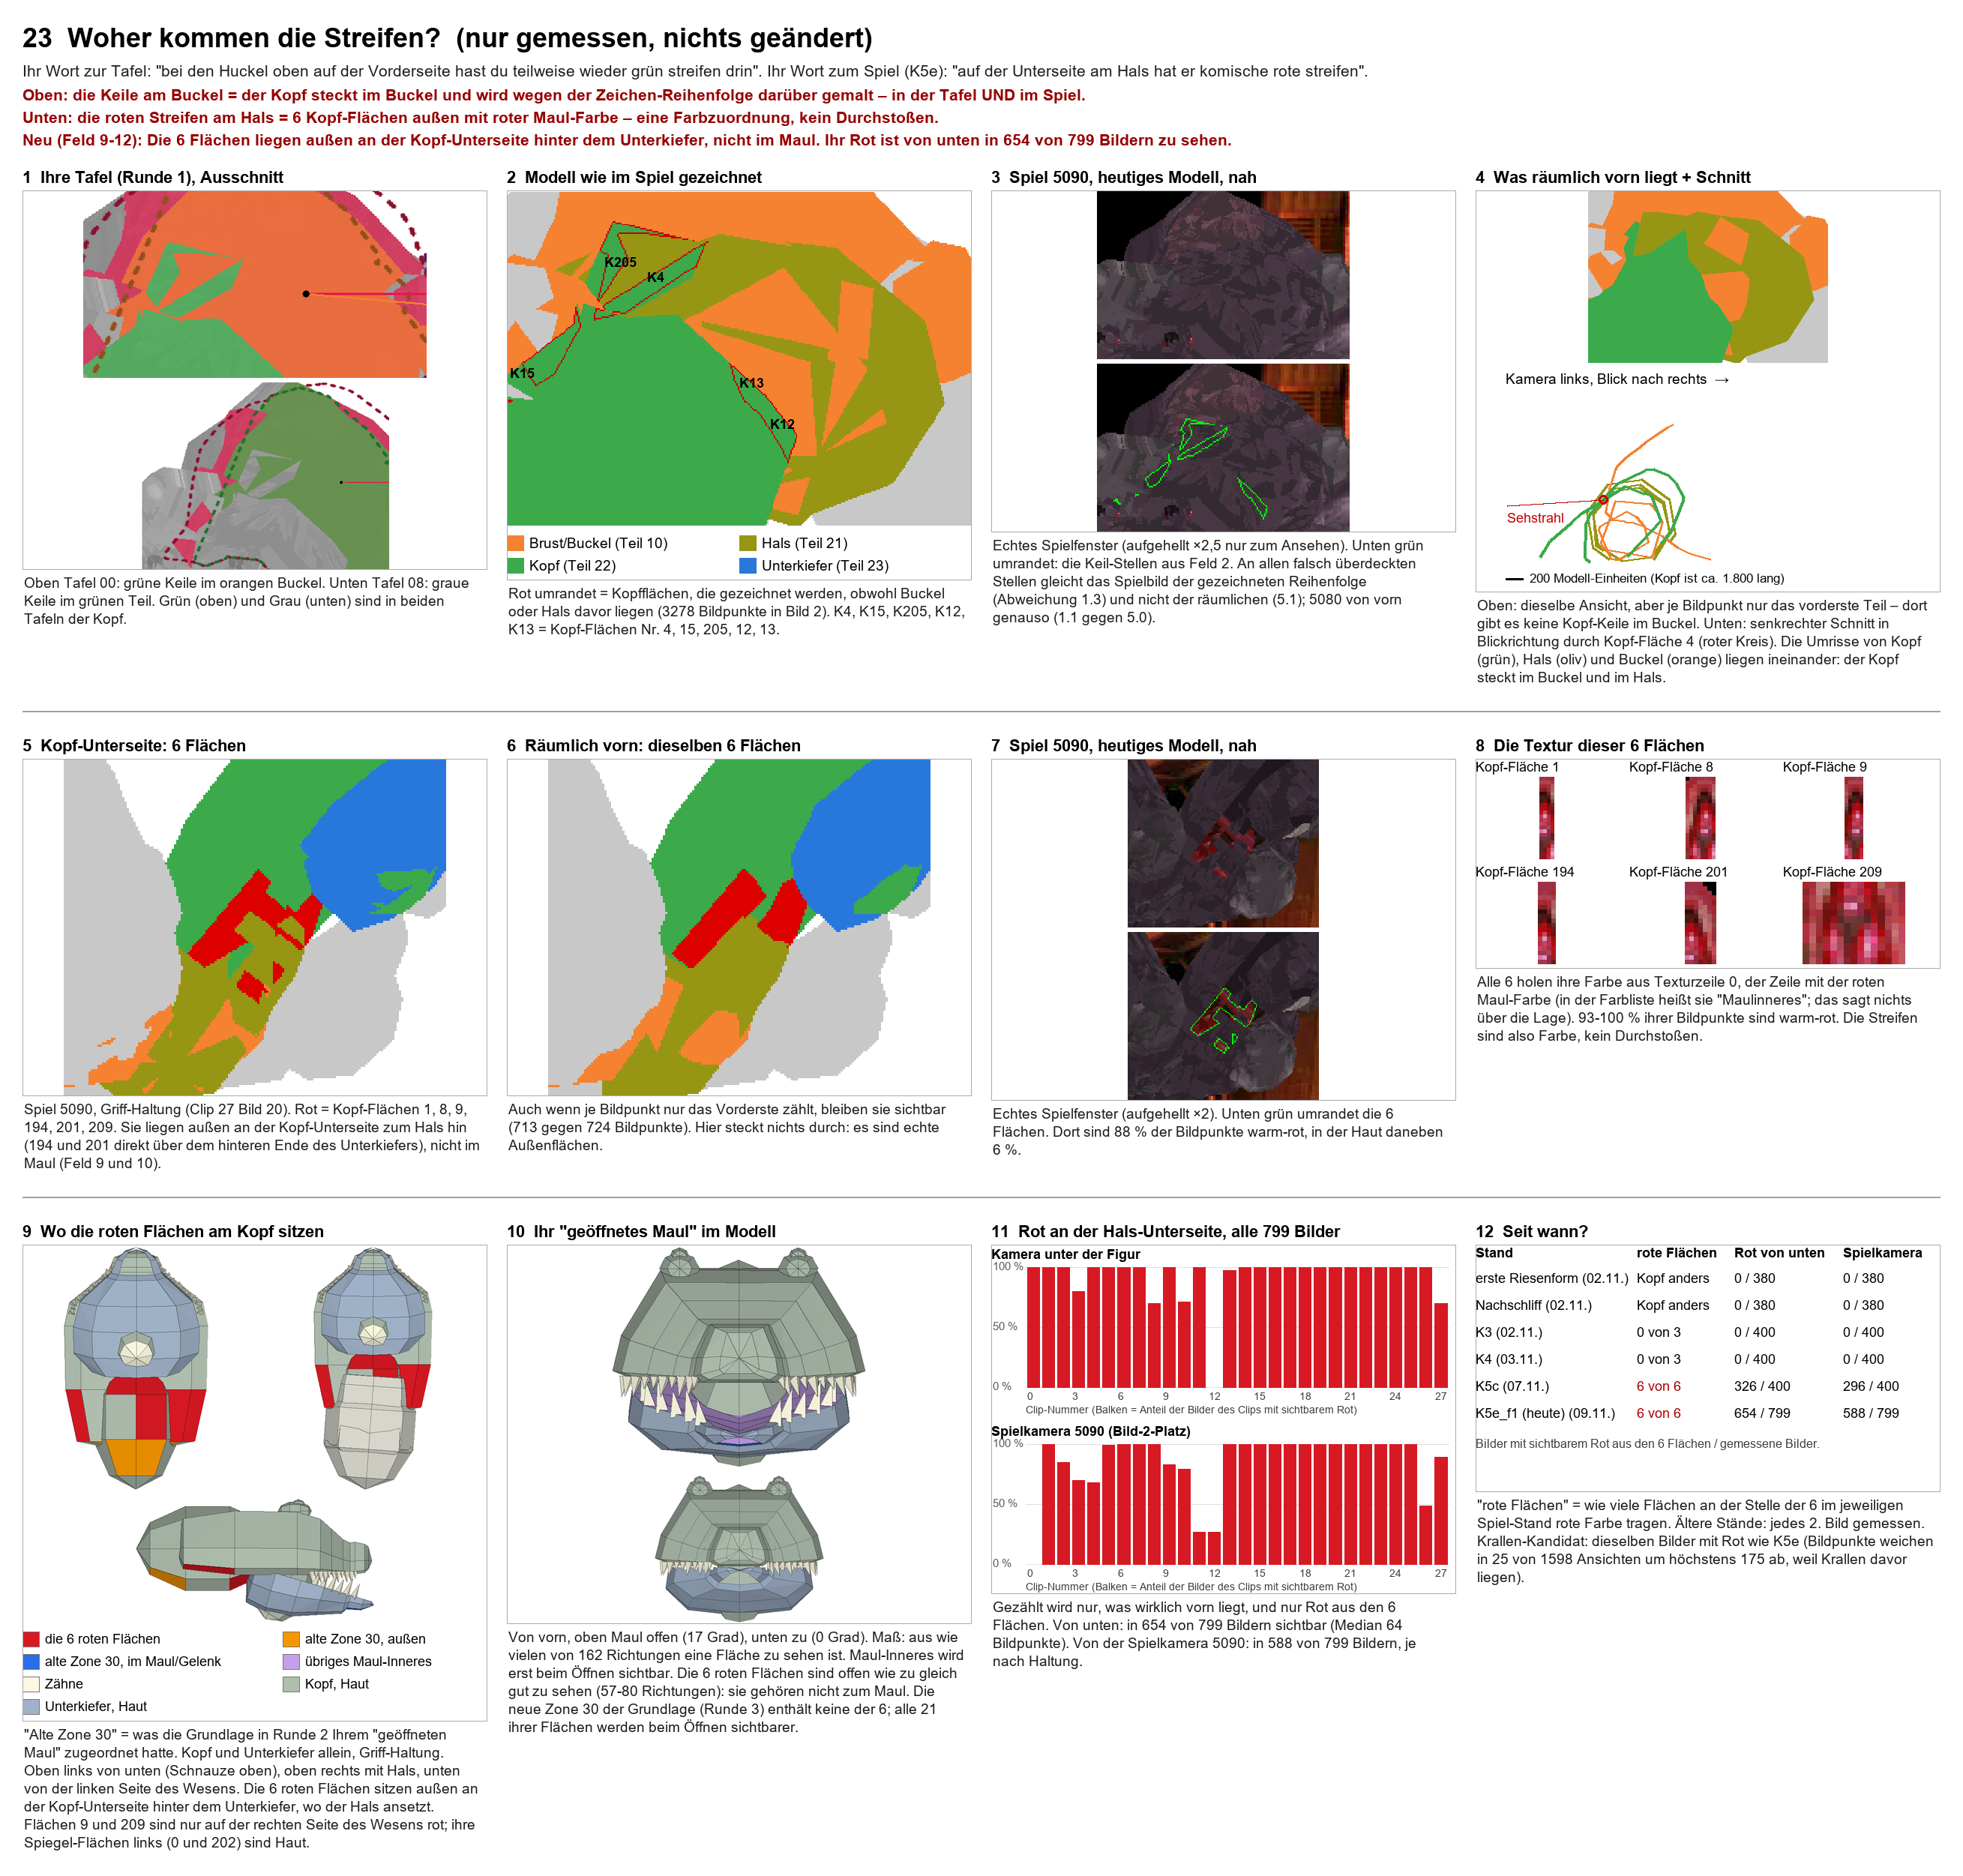 23 Woher kommen die Streifen? (nur gemessen, nichts geändert)
Ihr Wort zur Tafel: "bei den Huckel oben auf der Vorderseite hast du teilweise wieder grün streifen drin". Ihr Wort zum Spiel (K5e): "auf der Unterseite am Hals hat er komische rote streifen".
Oben: die Keile am Buckel = der Kopf steckt im Buckel und wird wegen der Zeichen-Reihenfolge darüber gemalt – in der Tafel UND im Spiel.
Unten: die roten Streifen am Hals = 6 Kopf-Flächen außen mit roter Maul-Farbe – eine Farbzuordnung, kein Durchstoßen.
Neu (Feld 9-12): Die 6 Flächen liegen außen an der Kopf-Unterseite hinter dem Unterkiefer, nicht im Maul. Ihr Rot ist von unten in 654 von 799 Bildern zu sehen.
1 Ihre Tafel (Runde 1), Ausschnitt
Oben Tafel 00: grüne Keile im orangen Buckel. Unten Tafel 08: graue
Keile im grünen Teil. Grün (oben) und Grau (unten) sind in beiden
Tafeln der Kopf.
2 Modell wie im Spiel gezeichnet
K205
K4
K15
K13
K12
Brust/Buckel (Teil 10)
Hals (Teil 21)
Kopf (Teil 22)
Unterkiefer (Teil 23)
Rot umrandet = Kopfflächen, die gezeichnet werden, obwohl Buckel
oder Hals davor liegen (3278 Bildpunkte in Bild 2). K4, K15, K205, K12,
K13 = Kopf-Flächen Nr. 4, 15, 205, 12, 13.
3 Spiel 5090, heutiges Modell, nah
Echtes Spielfenster (aufgehellt ×2,5 nur zum Ansehen). Unten grün
umrandet: die Keil-Stellen aus Feld 2. An allen falsch überdeckten
Stellen gleicht das Spielbild der gezeichneten Reihenfolge
(Abweichung 1.3) und nicht der räumlichen (5.1); 5080 von vorn
genauso (1.1 gegen 5.0).
4 Was räumlich vorn liegt + Schnitt
Kamera links, Blick nach rechts →
Sehstrahl
200 Modell-Einheiten (Kopf ist ca. 1.800 lang)
Oben: dieselbe Ansicht, aber je Bildpunkt nur das vorderste Teil – dort
gibt es keine Kopf-Keile im Buckel. Unten: senkrechter Schnitt in
Blickrichtung durch Kopf-Fläche 4 (roter Kreis). Die Umrisse von Kopf
(grün), Hals (oliv) und Buckel (orange) liegen ineinander: der Kopf
steckt im Buckel und im Hals.
5 Kopf-Unterseite: 6 Flächen
Spiel 5090, Griff-Haltung (Clip 27 Bild 20). Rot = Kopf-Flächen 1, 8, 9,
194, 201, 209. Sie liegen außen an der Kopf-Unterseite zum Hals hin
(194 und 201 direkt über dem hinteren Ende des Unterkiefers), nicht im
Maul (Feld 9 und 10).
6 Räumlich vorn: dieselben 6 Flächen
Auch wenn je Bildpunkt nur das Vorderste zählt, bleiben sie sichtbar
(713 gegen 724 Bildpunkte). Hier steckt nichts durch: es sind echte
Außenflächen.
7 Spiel 5090, heutiges Modell, nah
Echtes Spielfenster (aufgehellt ×2). Unten grün umrandet die 6
Flächen. Dort sind 88 % der Bildpunkte warm-rot, in der Haut daneben
6 %.
8 Die Textur dieser 6 Flächen
Kopf-Fläche 1
Kopf-Fläche 8
Kopf-Fläche 9
Kopf-Fläche 194
Kopf-Fläche 201
Kopf-Fläche 209
Alle 6 holen ihre Farbe aus Texturzeile 0, der Zeile mit der roten
Maul-Farbe (in der Farbliste heißt sie "Maulinneres"; das sagt nichts
über die Lage). 93-100 % ihrer Bildpunkte sind warm-rot. Die Streifen
sind also Farbe, kein Durchstoßen.
9 Wo die roten Flächen am Kopf sitzen
die 6 roten Flächen
alte Zone 30, außen
alte Zone 30, im Maul/Gelenk
übriges Maul-Inneres
Zähne
Kopf, Haut
Unterkiefer, Haut
"Alte Zone 30" = was die Grundlage in Runde 2 Ihrem "geöffneten
Maul" zugeordnet hatte. Kopf und Unterkiefer allein, Griff-Haltung.
Oben links von unten (Schnauze oben), oben rechts mit Hals, unten
von der linken Seite des Wesens. Die 6 roten Flächen sitzen außen an
der Kopf-Unterseite hinter dem Unterkiefer, wo der Hals ansetzt.
Flächen 9 und 209 sind nur auf der rechten Seite des Wesens rot; ihre
Spiegel-Flächen links (0 und 202) sind Haut.
10 Ihr "geöffnetes Maul" im Modell
Von vorn, oben Maul offen (17 Grad), unten zu (0 Grad). Maß: aus wie
vielen von 162 Richtungen eine Fläche zu sehen ist. Maul-Inneres wird
erst beim Öffnen sichtbar. Die 6 roten Flächen sind offen wie zu gleich
gut zu sehen (57-80 Richtungen): sie gehören nicht zum Maul. Die
neue Zone 30 der Grundlage (Runde 3) enthält keine der 6; alle 21
ihrer Flächen werden beim Öffnen sichtbarer.
11 Rot an der Hals-Unterseite, alle 799 Bilder
Kamera unter der Figur
100 %
50 %
0 %
0 3 6 9 12 15 18 21 24 27
Clip-Nummer (Balken = Anteil der Bilder des Clips mit sichtbarem Rot)
Spielkamera 5090 (Bild-2-Platz)
100 %
50 %
0 %
0 3 6 9 12 15 18 21 24 27
Clip-Nummer (Balken = Anteil der Bilder des Clips mit sichtbarem Rot)
Gezählt wird nur, was wirklich vorn liegt, und nur Rot aus den 6
Flächen. Von unten: in 654 von 799 Bildern sichtbar (Median 64
Bildpunkte). Von der Spielkamera 5090: in 588 von 799 Bildern, je
nach Haltung.
12 Seit wann?
Stand rote Flächen Rot von unten Spielkamera
erste Riesenform (02.11.) Kopf anders 0 / 380 0 / 380
Nachschliff (02.11.) Kopf anders 0 / 380 0 / 380
K3 (02.11.) 0 von 3 0 / 400 0 / 400
K4 (03.11.) 0 von 3 0 / 400 0 / 400
K5c (07.11.) 6 von 6 326 / 400 296 / 400
K5e_f1 (heute) (09.11.) 6 von 6 654 / 799 588 / 799
Bilder mit sichtbarem Rot aus den 6 Flächen / gemessene Bilder.
"rote Flächen" = wie viele Flächen an der Stelle der 6 im jeweiligen
Spiel-Stand rote Farbe tragen. Ältere Stände: jedes 2. Bild gemessen.
Krallen-Kandidat: dieselben Bilder mit Rot wie K5e (Bildpunkte weichen
in 25 von 1598 Ansichten um höchstens 175 ab, weil Krallen davor
liegen).